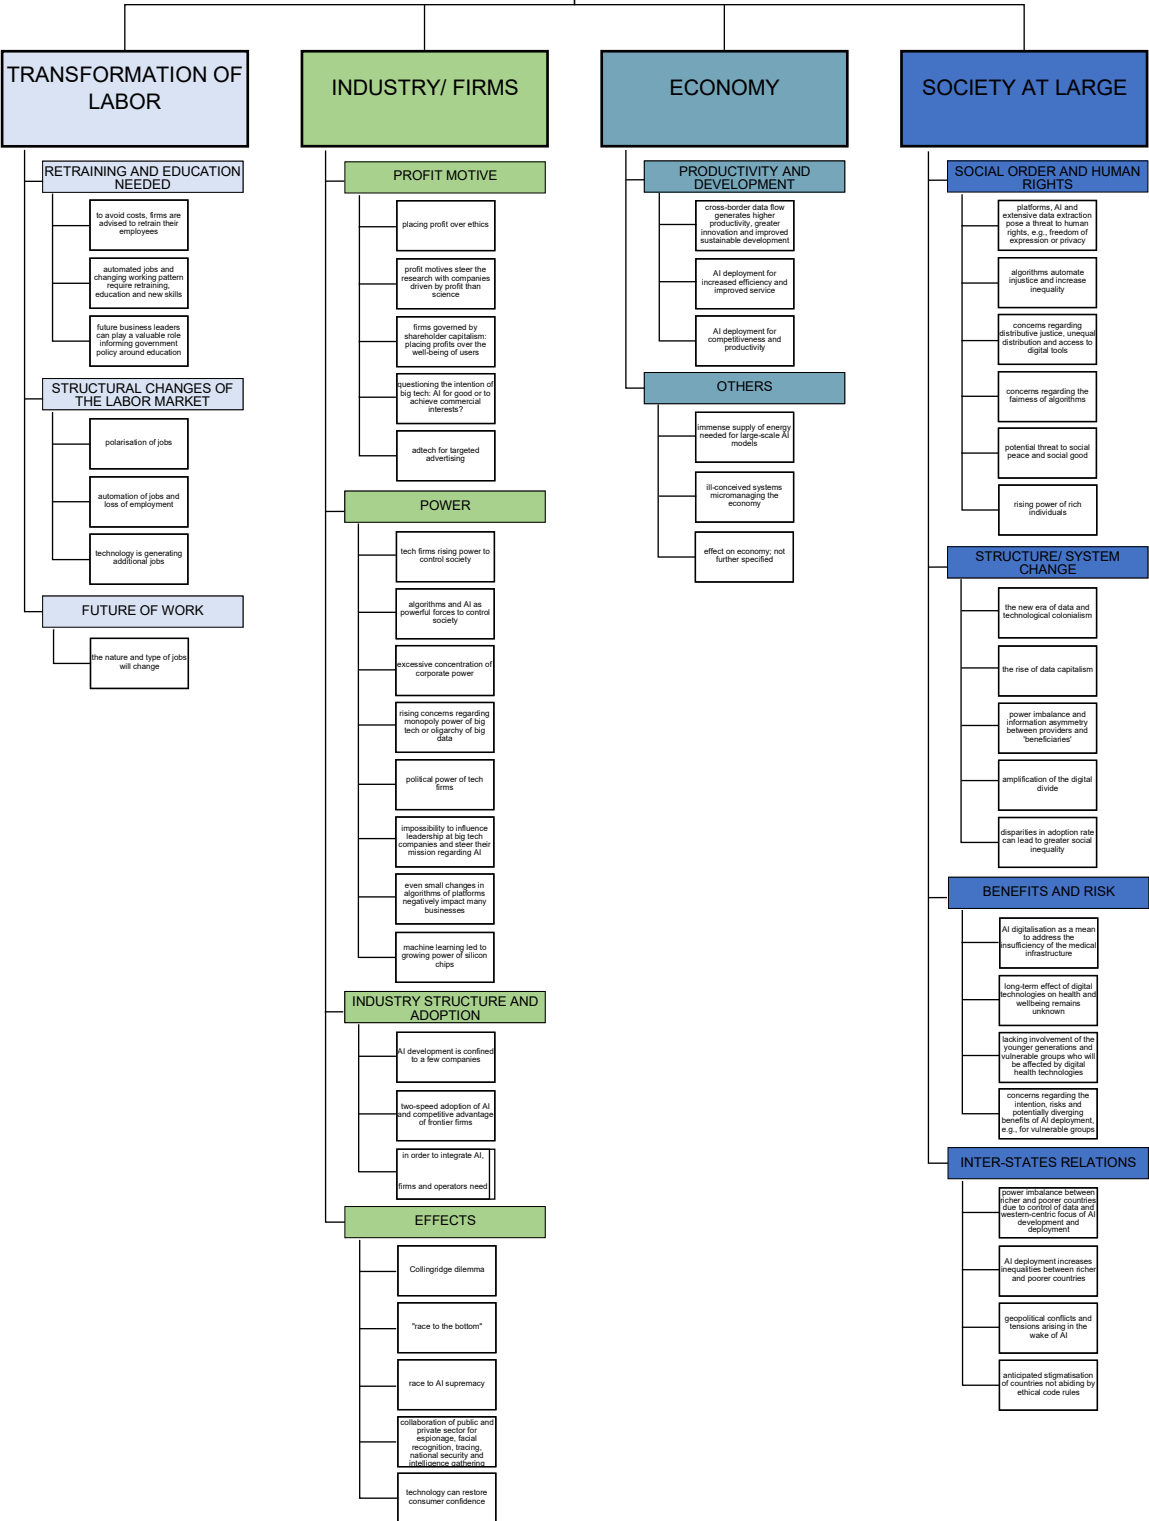 TRANSFORMATION OF
LABOR
RETRAINING AND EDUCATION
NEEDED
to avoid costs, firms are
advised to retrain their
employees
automated jobs and
changing working pattern
require retraining,
education and new skills
future business leaders
can play a valuable role
informing government
policy around education
STRUCTURAL CHANGES OF
THE LABOR MARKET
polarisation of jobs
automation of jobs and
loss of employment
technology is generating
additional jobs
FUTURE OF WORK
the nature and type of jobs
will change
INDUSTRY/ FIRMS
PROFIT MOTIVE
placing profit over ethics
profit motives steer the
research with companies
driven by profit than
science
firms governed by
shareholder capitalism:
placing profits over the
well-being of users
questioning the intention of
big tech: AI for good or to
achieve commercial
interests?
adtech for targeted
advertising
POWER
tech firms rising power to
control society
algorithms and AI as
powerful forces to control
society
excessive concentration of
corporate power
rising concerns regarding
monopoly power of big
tech or oligarchy of big
data
political power of tech
firms
impossibility to influence
leadership at big tech
companies and steer their
mission regarding AI
even small changes in
algorithms of platforms
negatively impact many
businesses
machine learning led to
growing power of silicon
chips
INDUSTRY STRUCTURE AND
ADOPTION
AI development is confined
to a few companies
two-speed adoption of AI
and competitive advantage
of frontier firms
in order to integrate AI,
firms and operators need
EFFECTS
Collingridge dilemma
"race to the bottom"
race to AI supremacy
collaboration of public and
private sector for
espionage, facial
recognition, tracing,
national security and
intelligence gathering
technology can restore
consumer confidence
ECONOMY
PRODUCTIVITY AND
DEVELOPMENT
cross-border data flow
generates higher
productivity, greater
innovation and improved
sustainable development
AI deployment for
increased efficiency and
improved service
AI deployment for
competitiveness and
productivity
OTHERS
immense supply of energy
needed for large-scale AI
models
ill-conceived systems
micromanaging the
economy
effect on economy; not
further specified
SOCIETY AT LARGE
SOCIAL ORDER AND HUMAN
RIGHTS
platforms, AI and
extensive data extraction
pose a threat to human
rights, e.g., freedom of
expression or privacy
algorithms automate
injustice and increase
inequality
concerns regarding
distributive justice, unequal
distribution and access to
digital tools
concerns regarding the
fairness of algorithms
potential threat to social
peace and social good
rising power of rich
individuals
STRUCTURE/ SYSTEM
CHANGE
the new era of data and
technological colonialism
the rise of data capitalism
power imbalance and
information asymmetry
between providers and
'beneficiaries'
amplification of the digital
divide
disparities in adoption rate
can lead to greater social
inequality
BENEFITS AND RISK
AI digitalisation as a mean
to address the
insufficiency of the medical
infrastructure
long-term effect of digital
technologies on health and
wellbeing remains
unknown
lacking involvement of the
younger generations and
vulnerable groups who will
be affected by digital
health technologies
concerns regarding the
intention, risks and
potentially diverging
benefits of AI deployment,
e.g., for vulnerable groups
INTER-STATES RELATIONS
power imbalance between
richer and poorer countries
due to control of data and
western-centric focus of AI
development and
deployment
AI deployment increases
inequalities between richer
and poorer countries
geopolitical conflicts and
tensions arising in the
wake of AI
anticipated stigmatisation
of countries not abiding by
ethical code rules